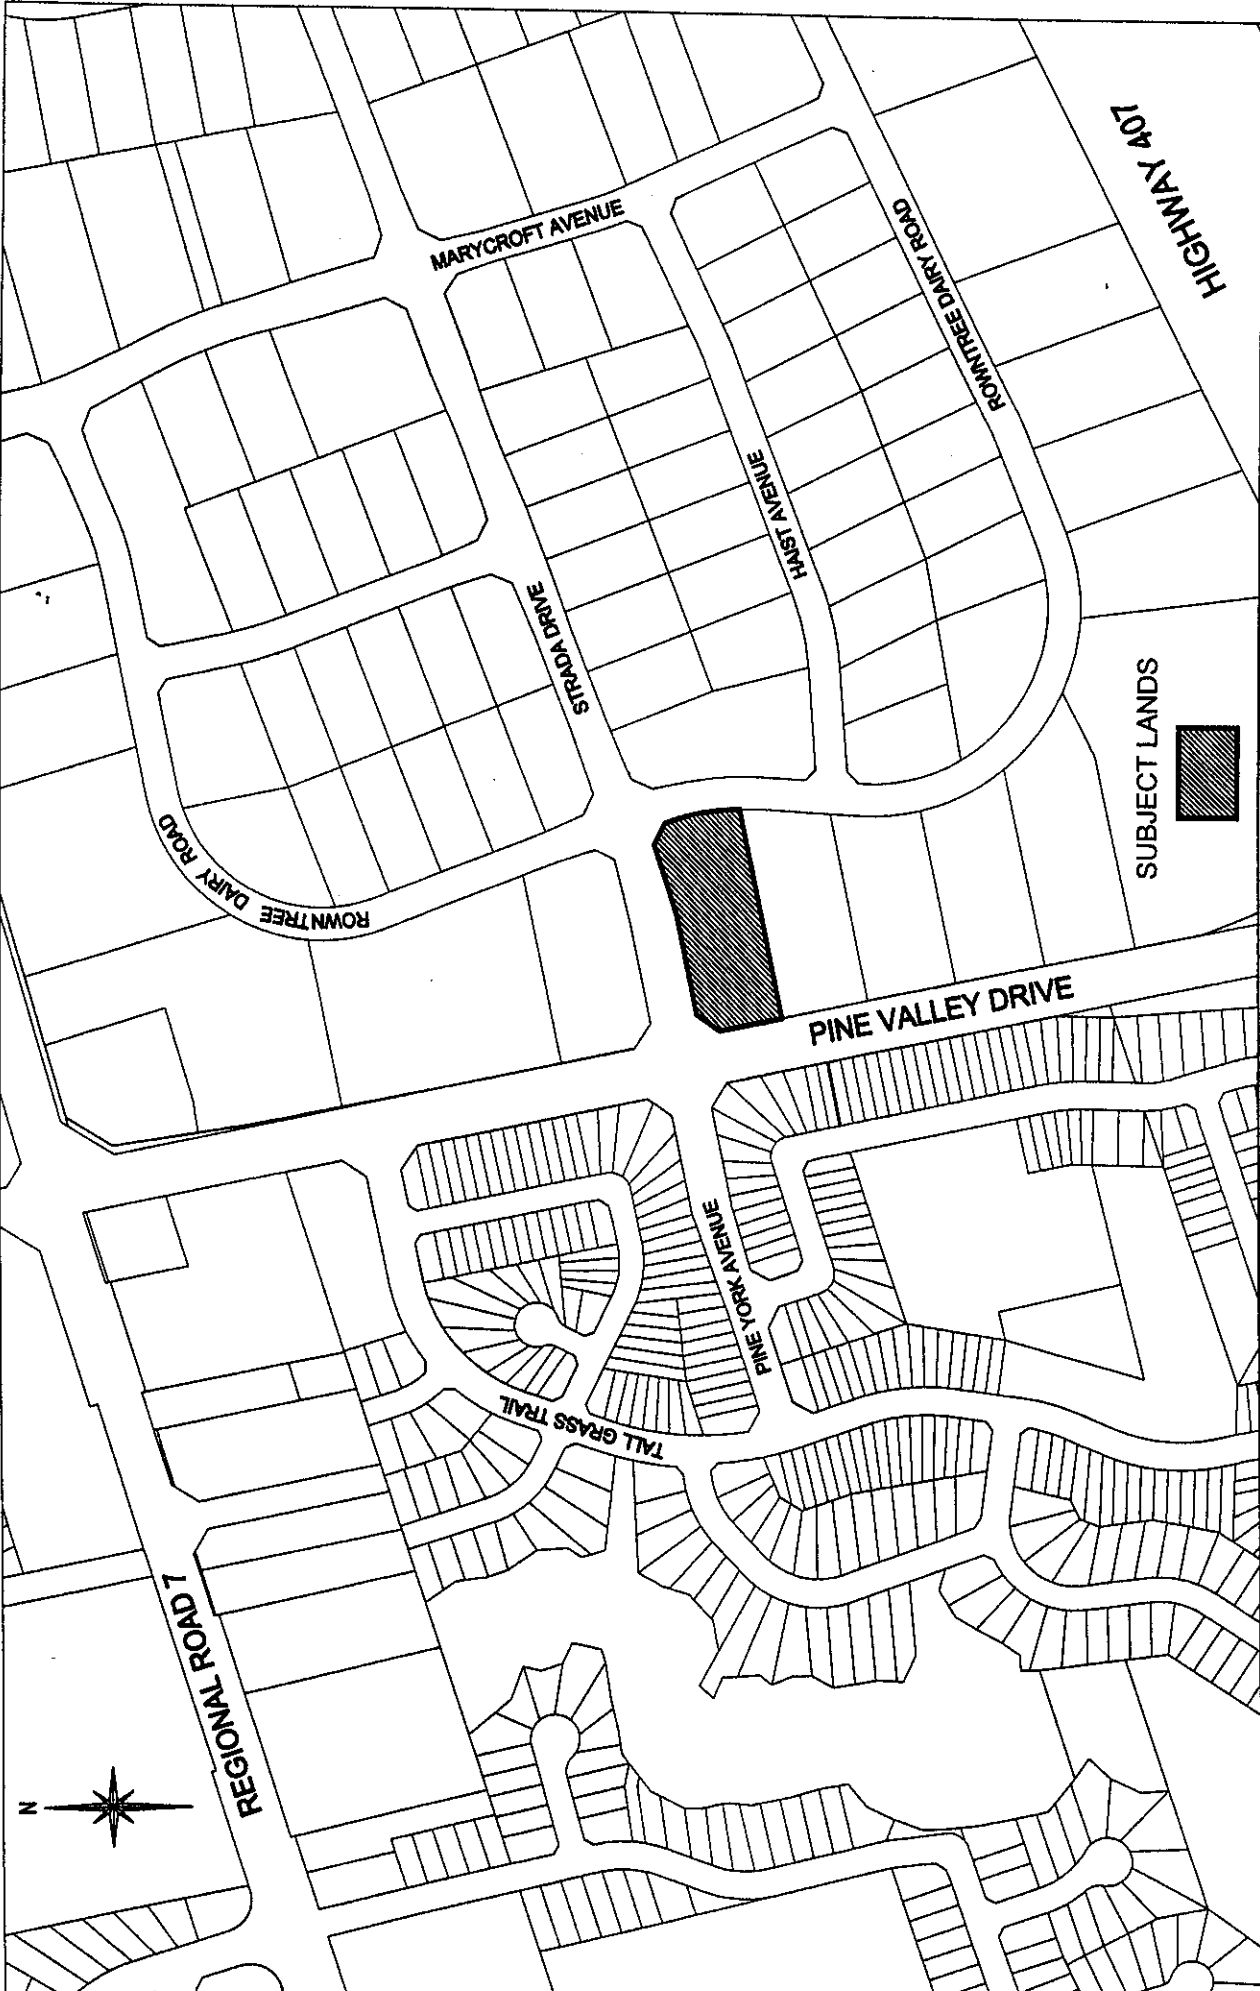 HIGHWAY 407
MARYCROFT AVENUE
ROWNTREE DAIRY ROAD
HAIST AVENUE
STRADA DRIVE
ROWNTREE DAIRY ROAD
SUBJECT LANDS
PINE VALLEY DRIVE
PINE YORK AVENUE
TALL GRASS TRAIL
REGIONAL ROAD 7
N